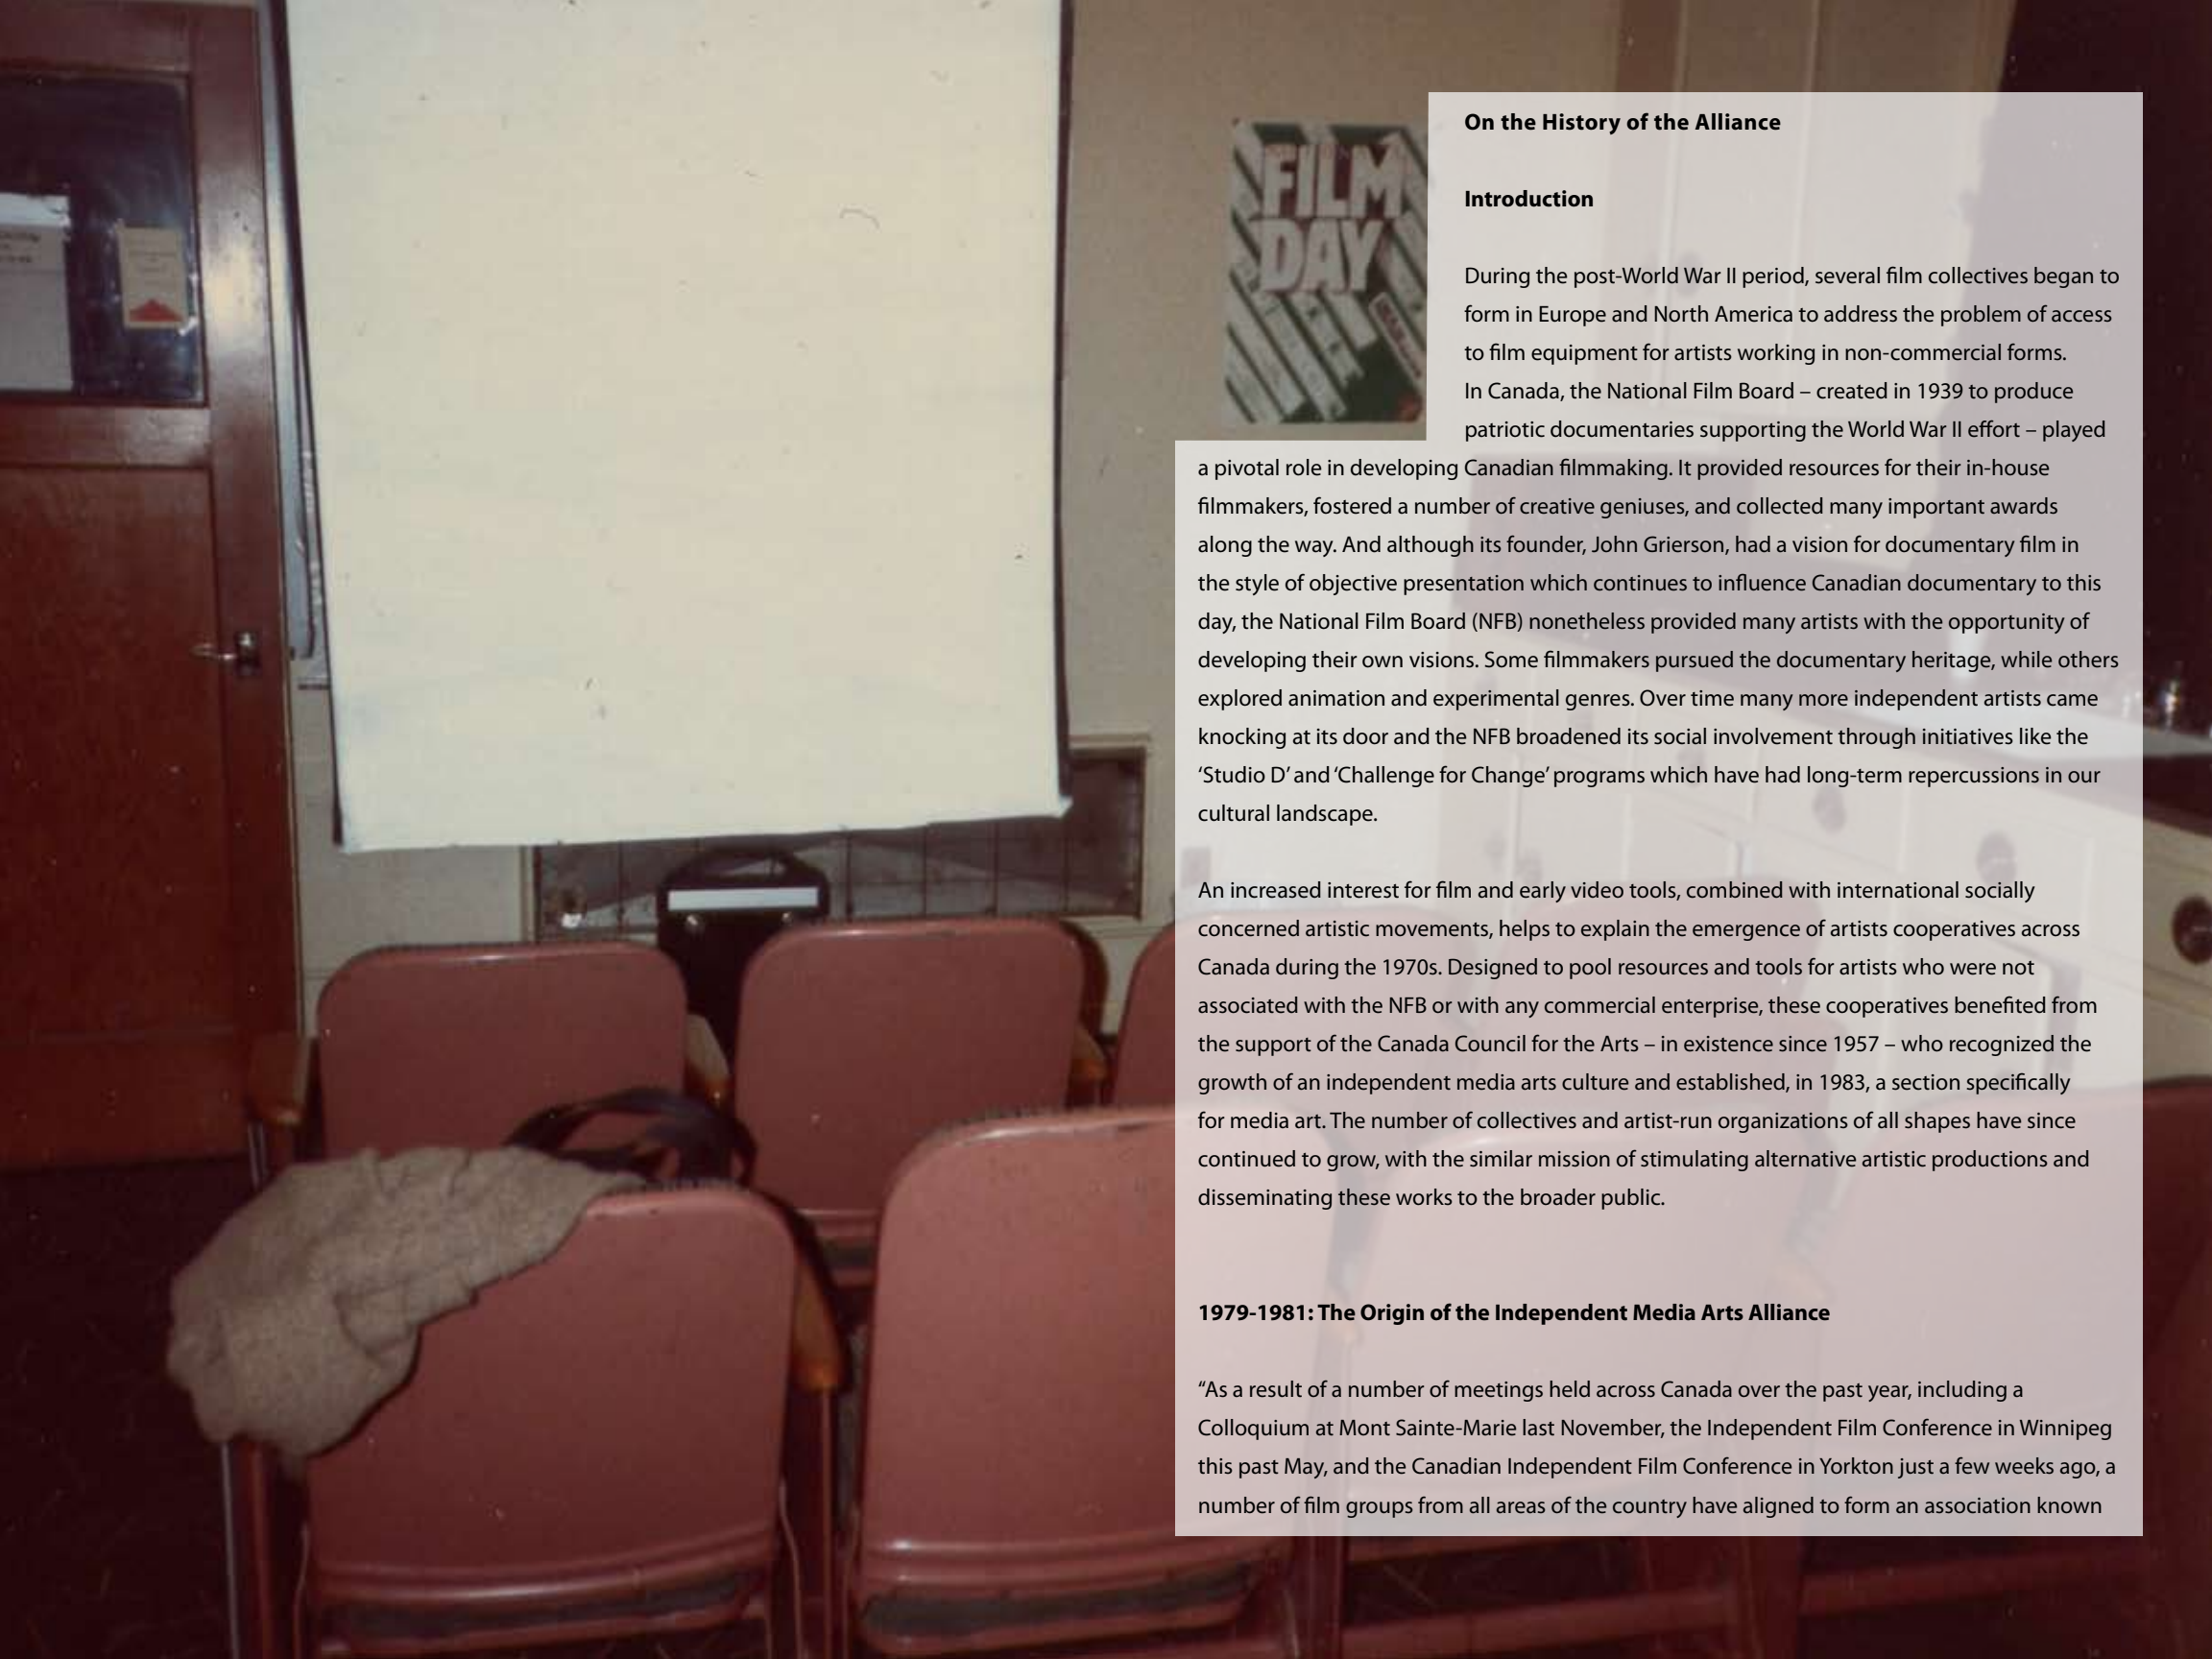 FILM
DAY
On the History of the Alliance
Introduction
During the post-World War II period, several film collectives began to
form in Europe and North America to address the problem of access
to film equipment for artists working in non-commercial forms.
In Canada, the National Film Board – created in 1939 to produce
patriotic documentaries supporting the World War II effort – played
a pivotal role in developing Canadian filmmaking. It provided resources for their in-house
filmmakers, fostered a number of creative geniuses, and collected many important awards
along the way. And although its founder, John Grierson, had a vision for documentary film in
the style of objective presentation which continues to influence Canadian documentary to this
day, the National Film Board (NFB) nonetheless provided many artists with the opportunity of
developing their own visions. Some filmmakers pursued the documentary heritage, while others
explored animation and experimental genres. Over time many more independent artists came
knocking at its door and the NFB broadened its social involvement through initiatives like the
‘Studio D’ and ‘Challenge for Change’ programs which have had long-term repercussions in our
cultural landscape.
An increased interest for film and early video tools, combined with international socially
concerned artistic movements, helps to explain the emergence of artists cooperatives across
Canada during the 1970s. Designed to pool resources and tools for artists who were not
associated with the NFB or with any commercial enterprise, these cooperatives benefited from
the support of the Canada Council for the Arts – in existence since 1957 – who recognized the
growth of an independent media arts culture and established, in 1983, a section specifically
for media art. The number of collectives and artist-run organizations of all shapes have since
continued to grow, with the similar mission of stimulating alternative artistic productions and
disseminating these works to the broader public.
1979-1981: The Origin of the Independent Media Arts Alliance
“As a result of a number of meetings held across Canada over the past year, including a
Colloquium at Mont Sainte-Marie last November, the Independent Film Conference in Winnipeg
this past May, and the Canadian Independent Film Conference in Yorkton just a few weeks ago, a
number of film groups from all areas of the country have aligned to form an association known